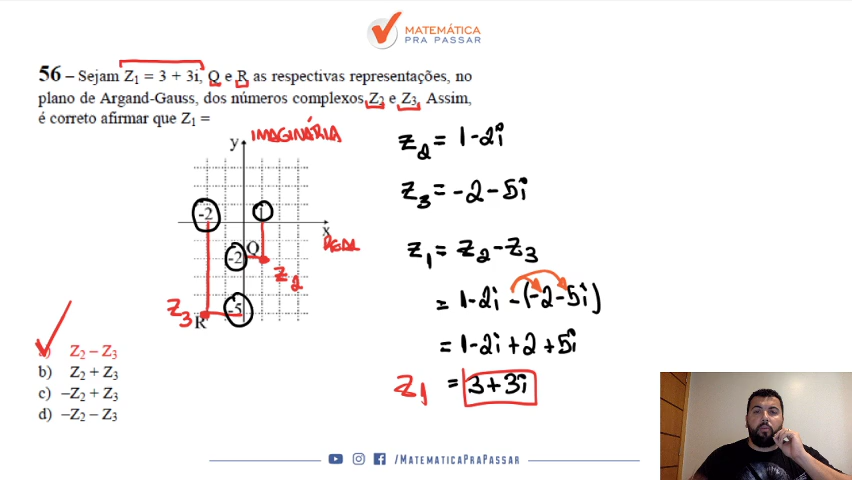 MATEMÁTICA
PRA PASSAR
56 – Sejam Z₁ = 3 + 3i, Q e R as respectivas representações, no
plano de Argand-Gauss, dos números complexos Z₂ e Z₃. Assim,
é correto afirmar que Z₁ =
y IMAGINÁRIA
-2 1
x
REAL
-2 Q
Z₂
Z₃ R -5
a) Z₂ – Z₃
b) Z₂ + Z₃
c) –Z₂ + Z₃
d) –Z₂ – Z₃
Z₂ = 1-2i
Z₃ = -2-5i
Z₁ = Z₂ - Z₃
= 1-2i -(-2-5i)
= 1-2i+2+5i
Z₁ = 3+3i
/MATEMATICAPRAPASSAR